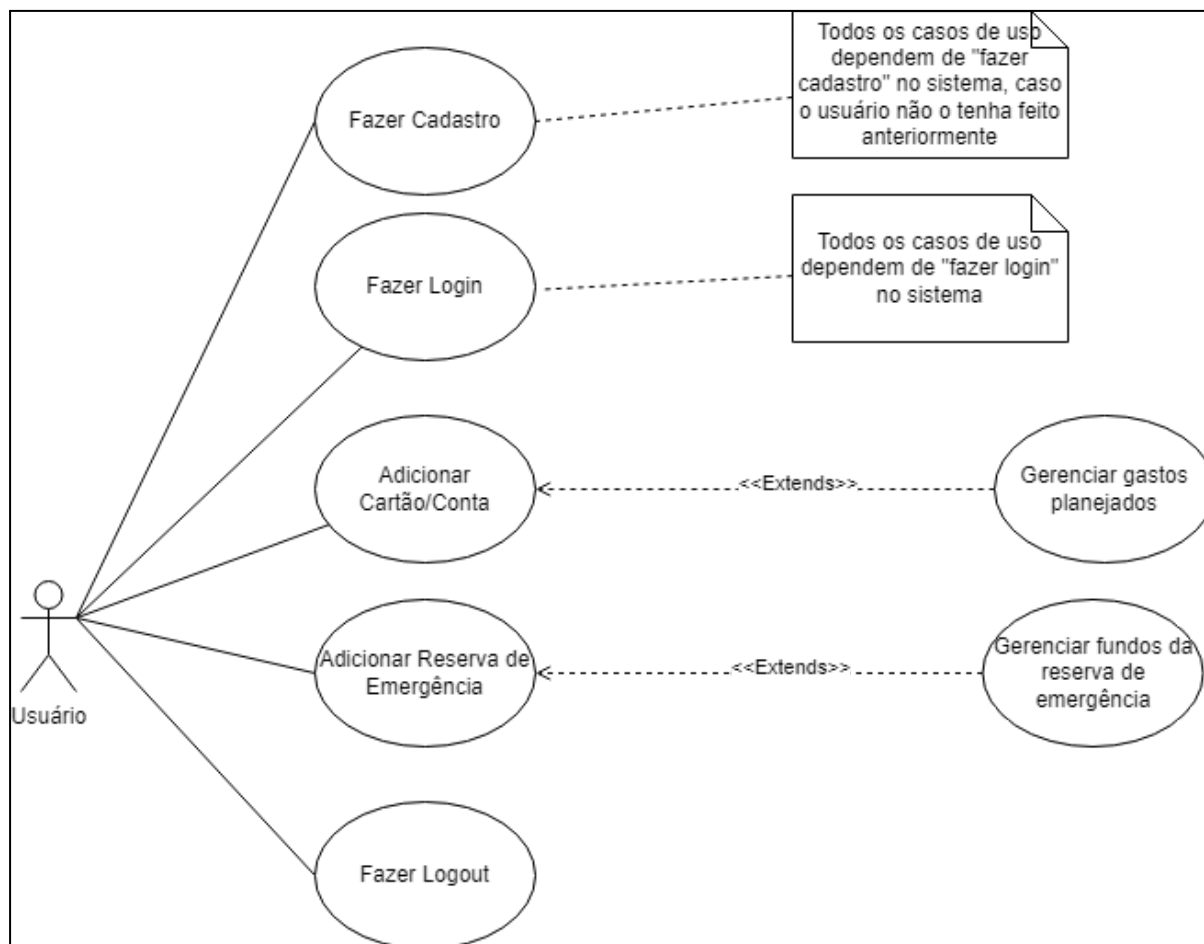 Todos os casos de uso
dependem de "fazer
cadastro" no sistema, caso
o usuário não o tenha feito
anteriormente
Fazer Cadastro
Todos os casos de uso
dependem de "fazer login"
no sistema
Fazer Login
Adicionar
Cartão/Conta
<<Extends>>
Gerenciar gastos
planejados
Adicionar Reserva de
Emergência
<<Extends>>
Gerenciar fundos da
reserva de
emergência
Usuário
Fazer Logout